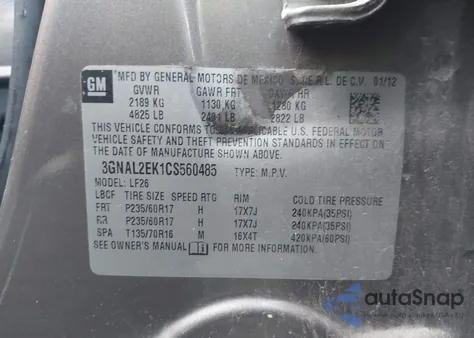 GM
MFD BY GENERAL MOTORS DE MEXICO S. DE R.L. DE C.V. 01/12
GVWR GAWR FRT GAWR RR
2189 KG 1130 KG 1280 KG
4825 LB 2491 LB 2822 LB
THIS VEHICLE CONFORMS TO ALL APPLICABLE U.S. FEDERAL MOTOR
VEHICLE SAFETY AND THEFT PREVENTION STANDARDS IN EFFECT ON THE
DATE OF MANUFACTURE SHOWN ABOVE.
3GNAL2EK1CS560485 TYPE: M.P.V.
MODEL: LF26
LBCF TIRE SIZE SPEED RTG RIM COLD TIRE PRESSURE
FRT P235/60R17 H 17X7J 240KPA(35PSI)
RR P235/60R17 H 17X7J 240KPA(35PSI)
SPA T135/70R16 M 16X4T 420KPA(60PSI)
SEE OWNER'S MANUAL
autoSnap